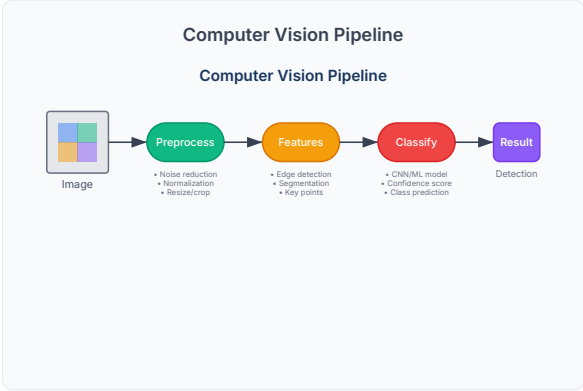 Computer Vision Pipeline
Computer Vision Pipeline
Preprocess
Features
Classify
Result
Image
• Noise reduction
• Normalization
• Resize/crop
• Edge detection
• Segmentation
• Key points
• CNN/ML model
• Confidence score
• Class prediction
Detection